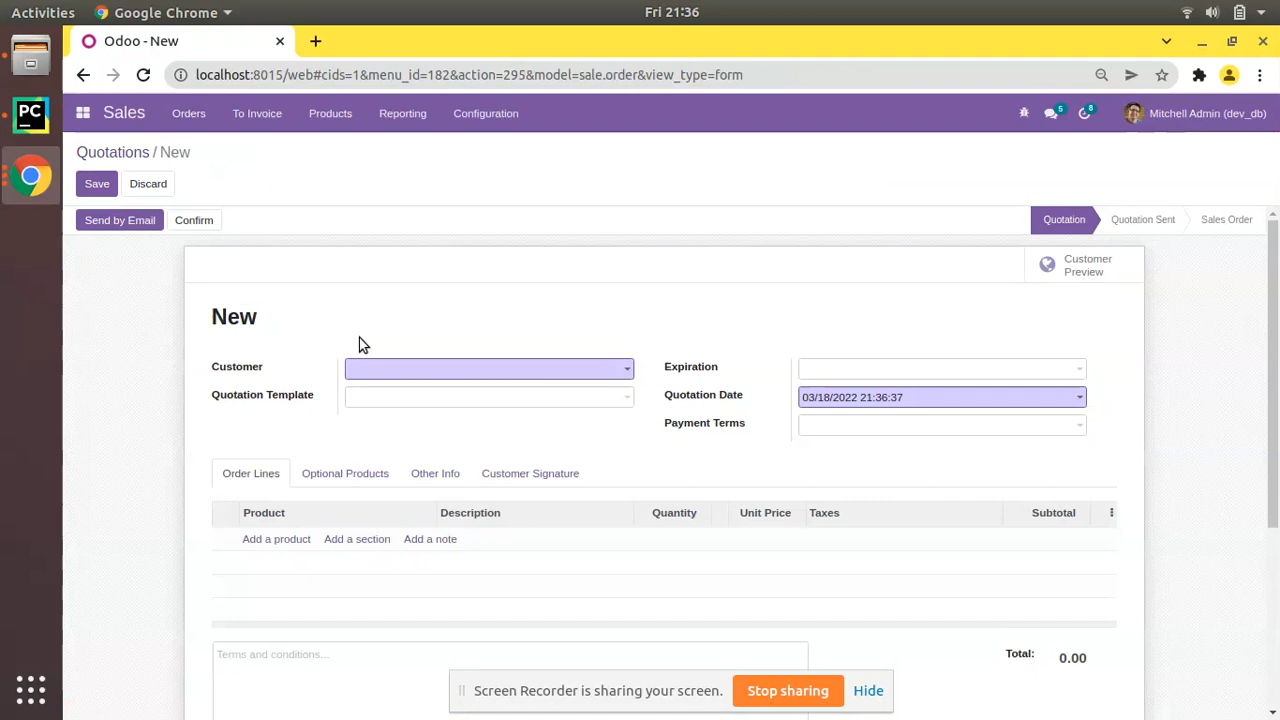 Activities Google Chrome Fri 21:36
Odoo - New
localhost:8015/web#cids=1&menu_id=182&action=295&model=sale.order&view_type=form
PC
Sales Orders To Invoice Products Reporting Configuration 5 8 Mitchell Admin (dev_db)
Quotations / New
Save Discard
Send by Email Confirm Quotation Quotation Sent Sales Order
Customer
Preview
New
Customer Expiration
Quotation Template Quotation Date 03/18/2022 21:36:37
Payment Terms
Order Lines Optional Products Other Info Customer Signature
Product Description Quantity Unit Price Taxes Subtotal
Add a product Add a section Add a note
Terms and conditions... Total: 0.00
Screen Recorder is sharing your screen. Stop sharing Hide